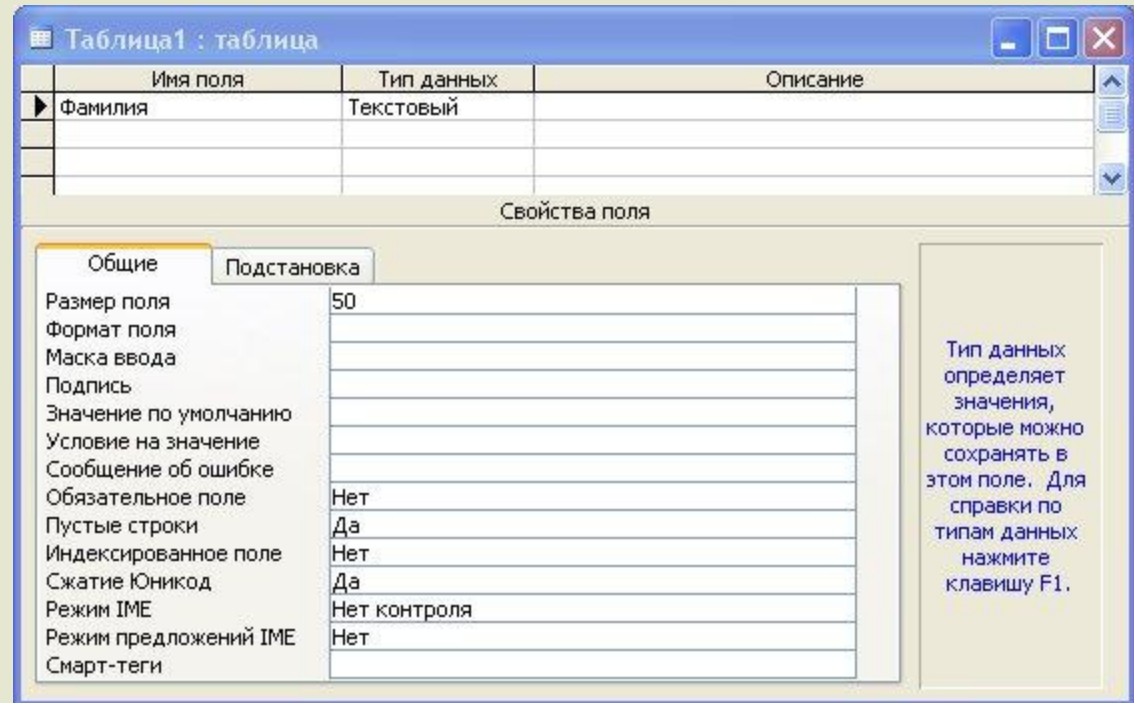 Таблица1 : таблица
Имя поля Тип данных Описание
Фамилия Текстовый
Свойства поля
Общие Подстановка
Размер поля 50
Формат поля
Маска ввода
Подпись
Значение по умолчанию
Условие на значение
Сообщение об ошибке
Обязательное поле Нет
Пустые строки Да
Индексированное поле Нет
Сжатие Юникод Да
Режим IME Нет контроля
Режим предложений IME Нет
Смарт-теги
Тип данных
определяет
значения,
которые можно
сохранять в
этом поле. Для
справки по
типам данных
нажмите
клавишу F1.